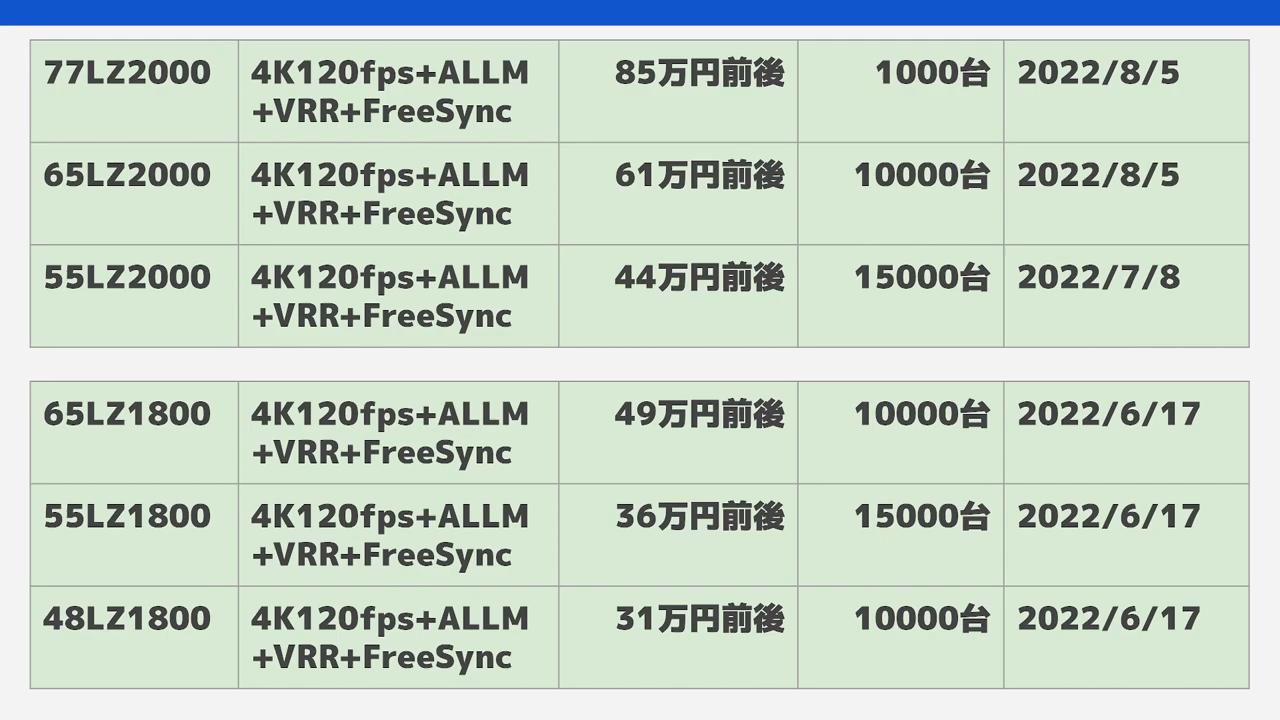 77LZ2000 4K120fps+ALLM 85万円前後 1000台 2022/8/5
+VRR+FreeSync
65LZ2000 4K120fps+ALLM 61万円前後 10000台 2022/8/5
+VRR+FreeSync
55LZ2000 4K120fps+ALLM 44万円前後 15000台 2022/7/8
+VRR+FreeSync
65LZ1800 4K120fps+ALLM 49万円前後 10000台 2022/6/17
+VRR+FreeSync
55LZ1800 4K120fps+ALLM 36万円前後 15000台 2022/6/17
+VRR+FreeSync
48LZ1800 4K120fps+ALLM 31万円前後 10000台 2022/6/17
+VRR+FreeSync